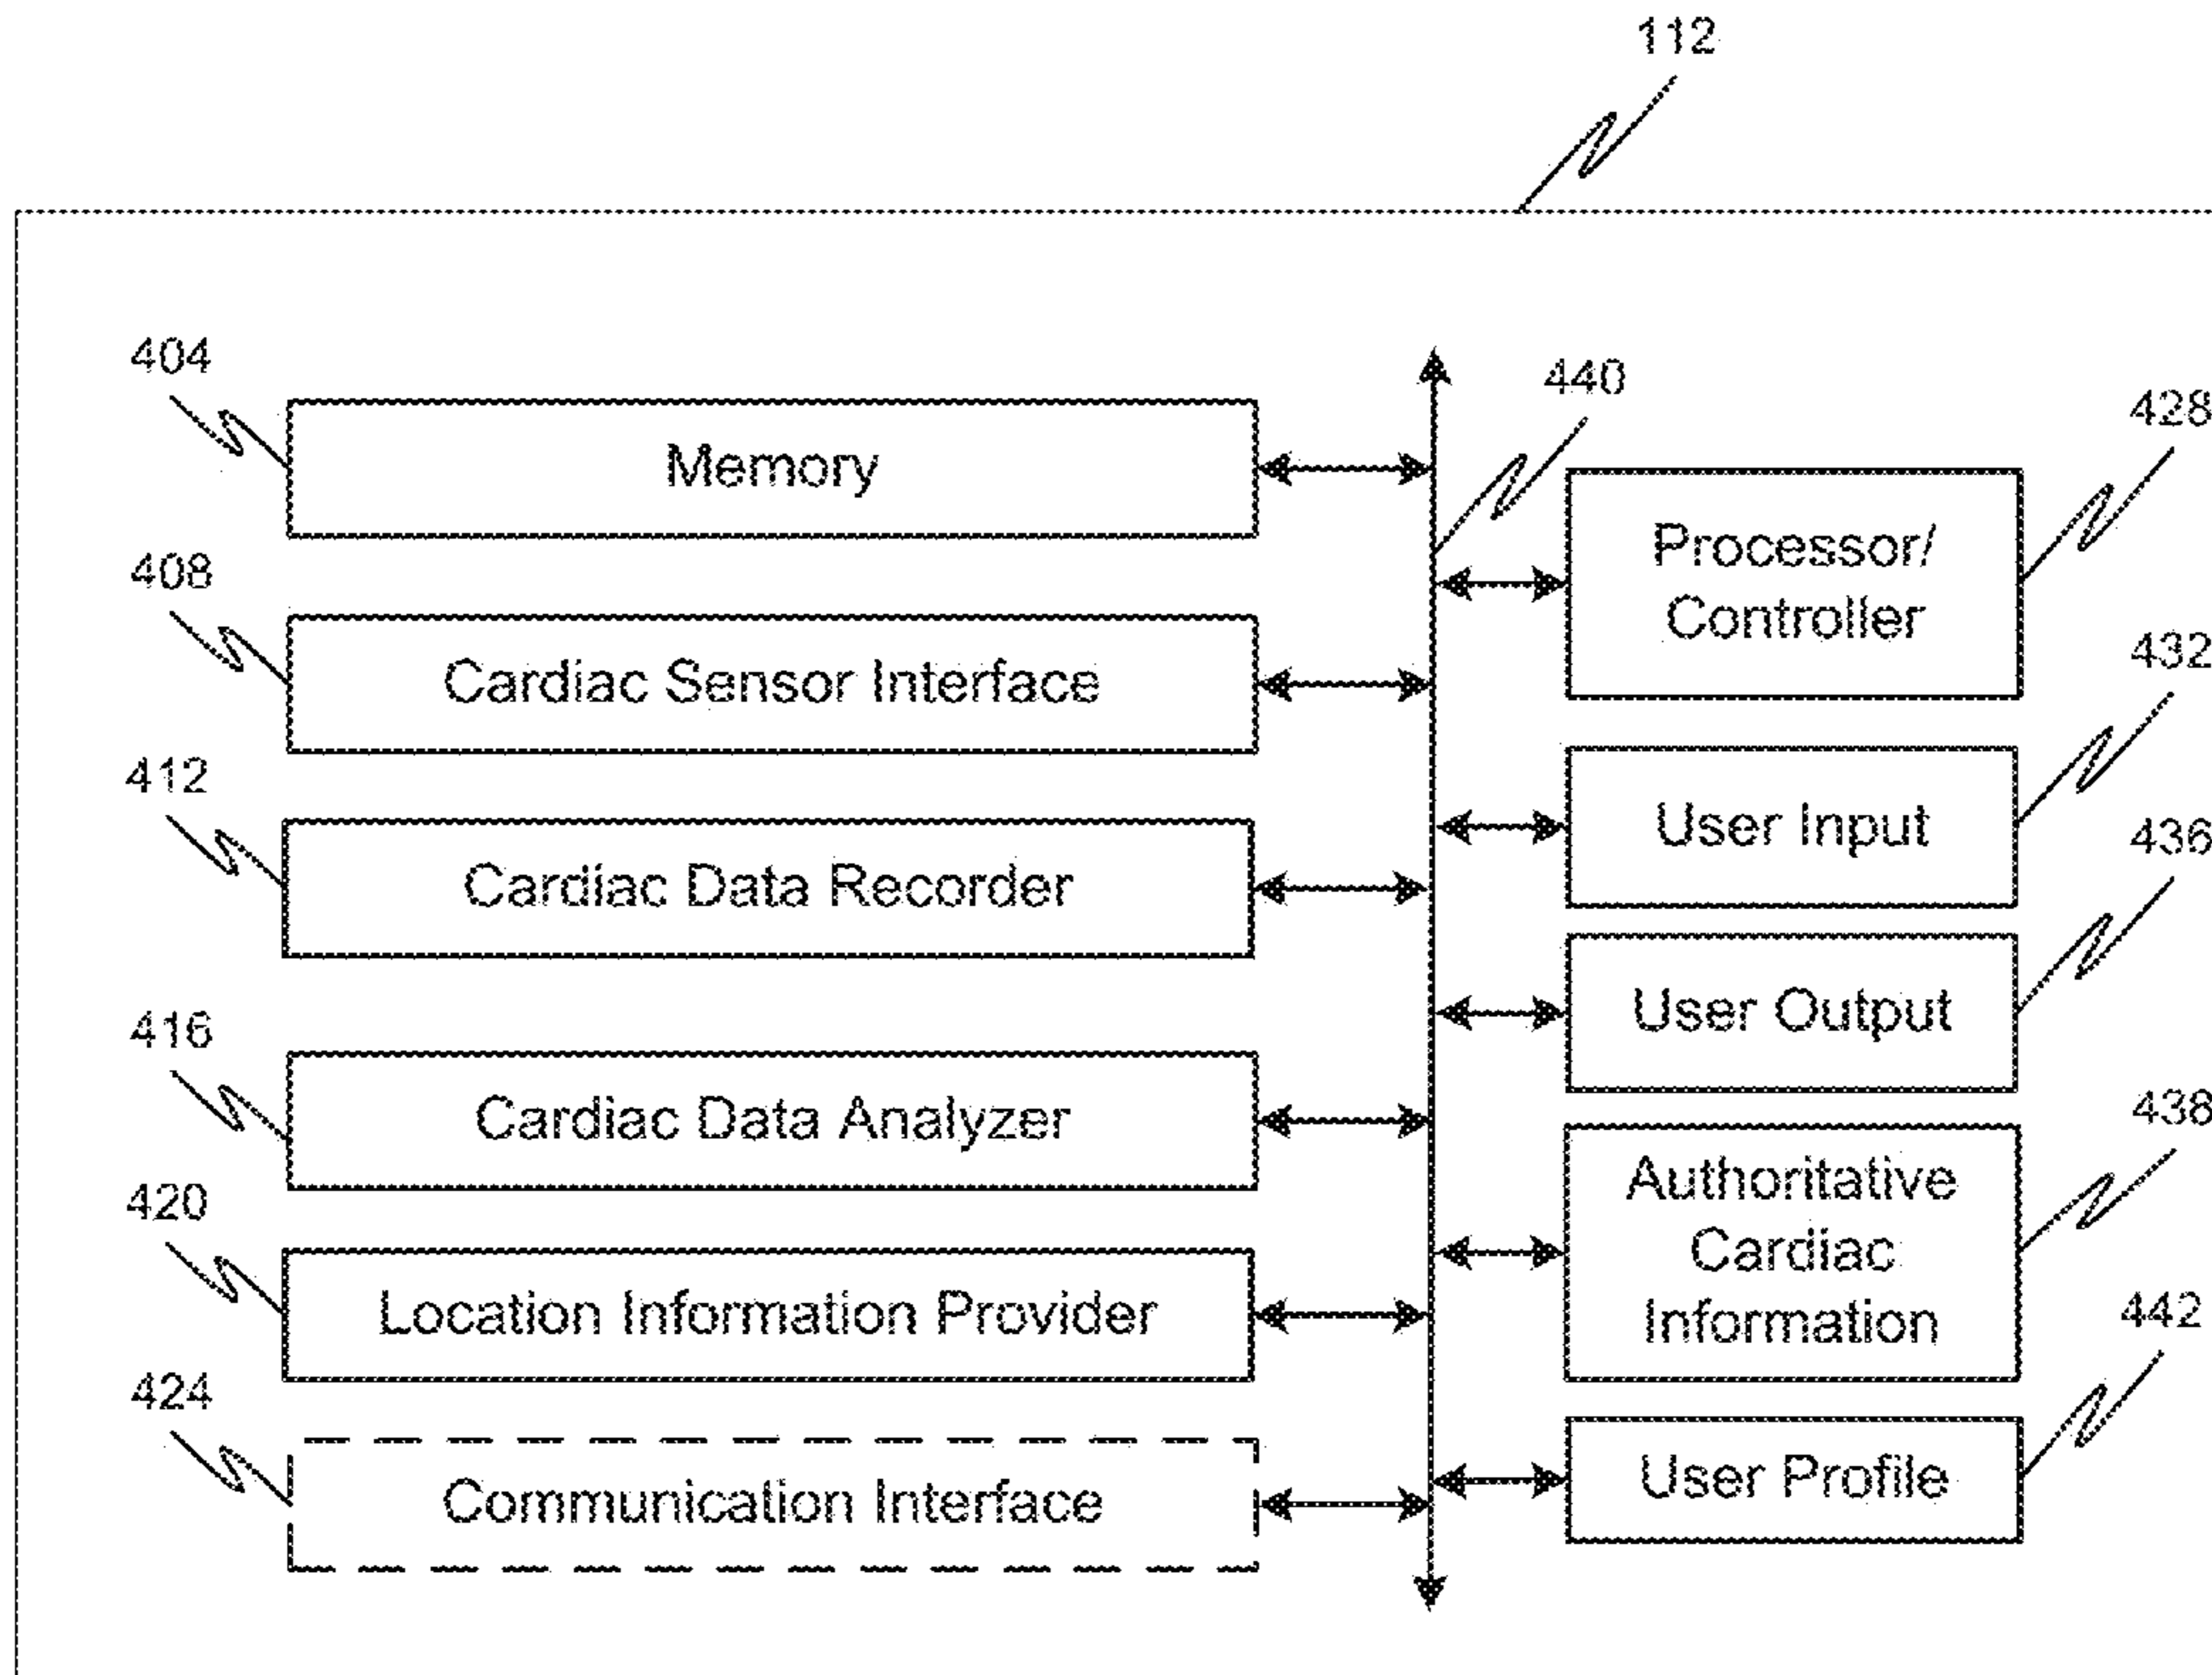 112
404
Memory
440
428
Processor/
Controller
408
Cardiac Sensor Interface
432
User Input
412
Cardiac Data Recorder
436
User Output
416
Cardiac Data Analyzer
438
Authoritative
Cardiac
Information
420
Location Information Provider
442
User Profile
424
Communication Interface